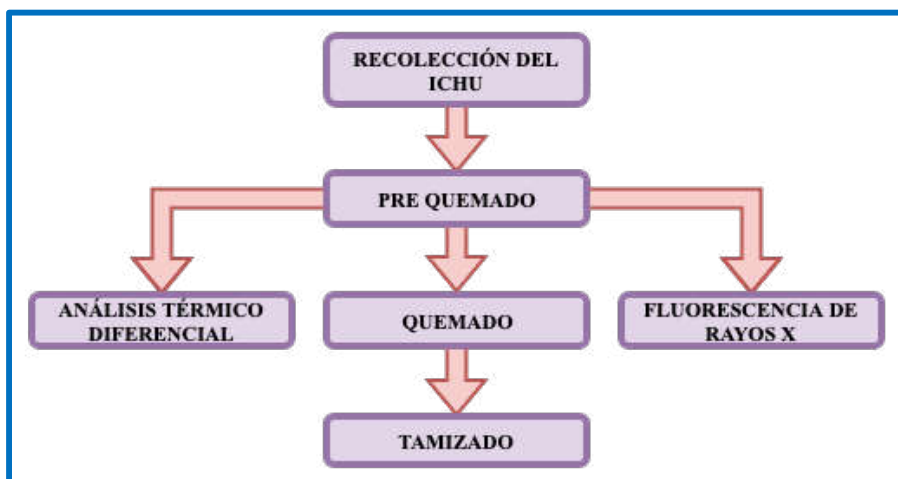 RECOLECCIÓN DEL
ICHU
PRE QUEMADO
ANÁLISIS TÉRMICO
DIFERENCIAL
QUEMADO
FLUORESCENCIA DE
RAYOS X
TAMIZADO